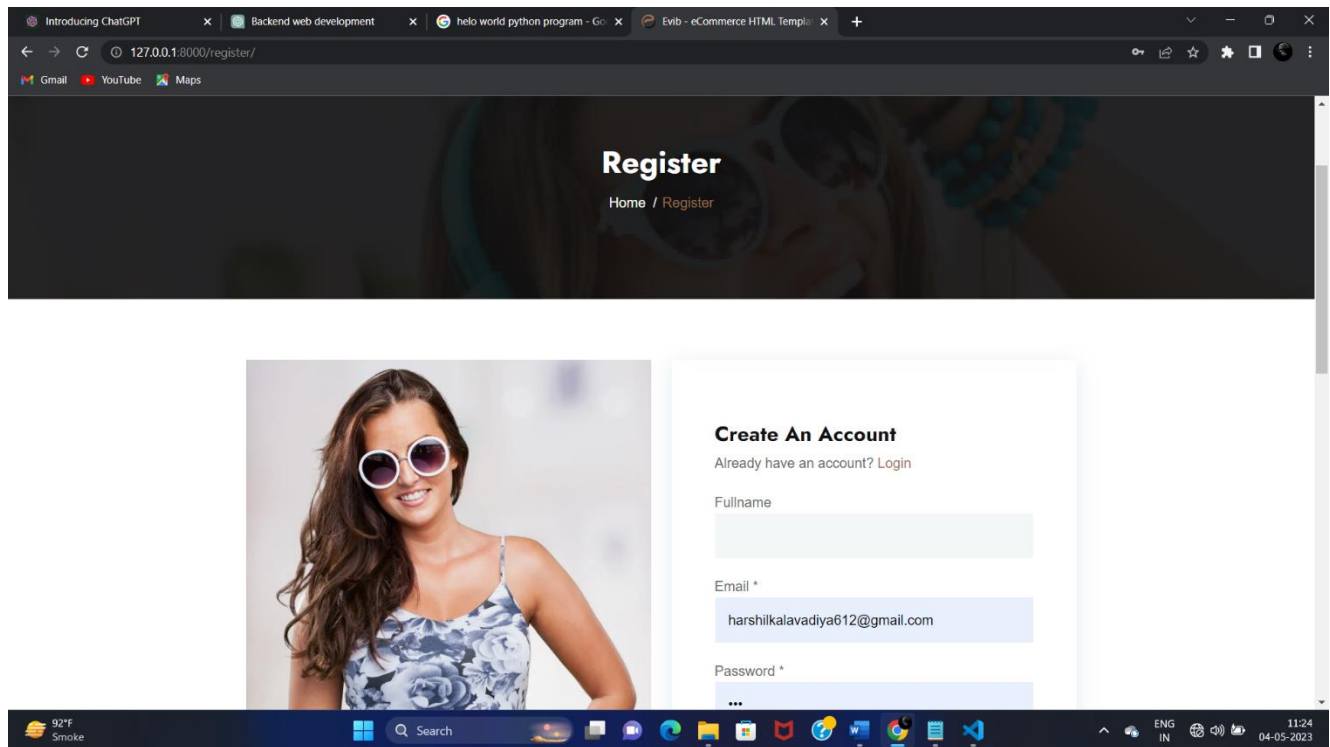 Introducing ChatGPT
Backend web development
helo world python program - Go
Evib - eCommerce HTML Templa
127.0.0.1:8000/register/
Gmail YouTube Maps
Register
Home / Register
Create An Account
Already have an account? Login
Fullname
Email *
harshilkalavadiya612@gmail.com
Password *
92°F
Smoke
Search
ENG
IN
11:24
04-05-2023